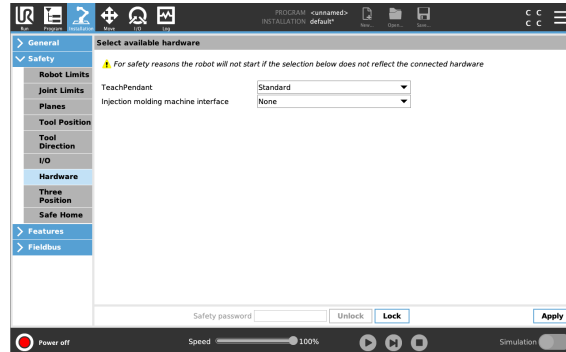 PROGRAM <unnamed>
INSTALLATION default*
UR
Run Program Installation Move I/O Log New... Open... Save...
C C
C C
General
Safety
Robot Limits
Joint Limits
Planes
Tool Position
Tool
Direction
I/O
Hardware
Three
Position
Safe Home
Features
Fieldbus
Select available hardware
For safety reasons the robot will not start if the selection below does not reflect the connected hardware
TeachPendant Standard
Injection molding machine interface None
Safety password Unlock Lock Apply
Power off Speed 100% Simulation